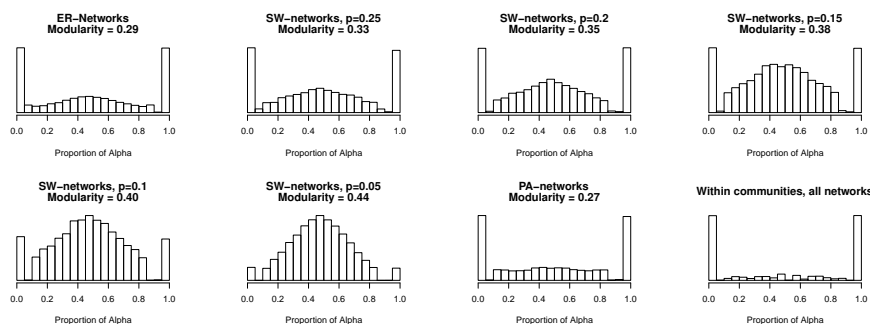 ER−Networks
Modularity = 0.29
SW−networks, p=0.25
Modularity = 0.33
SW−networks, p=0.2
Modularity = 0.35
SW−networks, p=0.15
Modularity = 0.38
0.0 0.2 0.4 0.6 0.8 1.0
0.0 0.2 0.4 0.6 0.8 1.0
0.0 0.2 0.4 0.6 0.8 1.0
0.0 0.2 0.4 0.6 0.8 1.0
Proportion of Alpha
Proportion of Alpha
Proportion of Alpha
Proportion of Alpha
SW−networks, p=0.1
Modularity = 0.40
SW−networks, p=0.05
Modularity = 0.44
PA−networks
Modularity = 0.27
Within communities, all networks
0.0 0.2 0.4 0.6 0.8 1.0
0.0 0.2 0.4 0.6 0.8 1.0
0.0 0.2 0.4 0.6 0.8 1.0
0.0 0.2 0.4 0.6 0.8 1.0
Proportion of Alpha
Proportion of Alpha
Proportion of Alpha
Proportion of Alpha